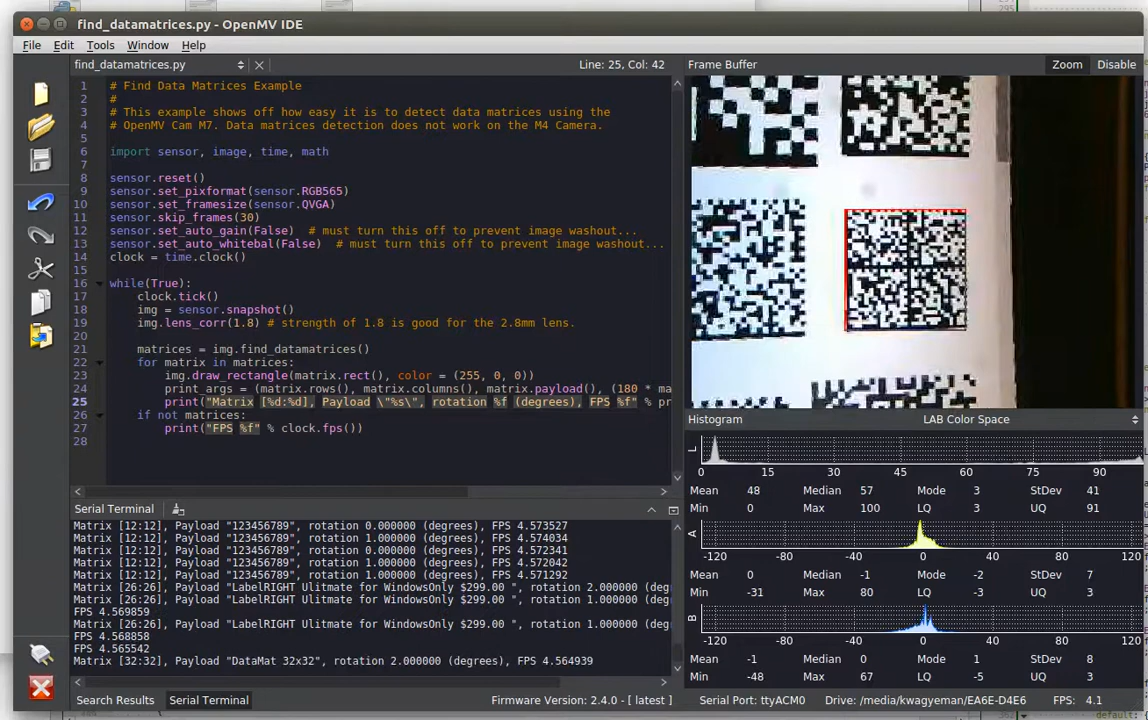 find_datamatrices.py - OpenMV IDE
File Edit Tools Window Help
find_datamatrices.py
Line: 25, Col: 42
Frame Buffer
Zoom
Disable
1 # Find Data Matrices Example
2 #
3 # This example shows off how easy it is to detect data matrices using the
4 # OpenMV Cam M7. Data matrices detection does not work on the M4 Camera.
5
6 import sensor, image, time, math
7
8 sensor.reset()
9 sensor.set_pixformat(sensor.RGB565)
10 sensor.set_framesize(sensor.QVGA)
11 sensor.skip_frames(30)
12 sensor.set_auto_gain(False)  # must turn this off to prevent image washout...
13 sensor.set_auto_whitebal(False)  # must turn this off to prevent image washout...
14 clock = time.clock()
15
16 while(True):
17 clock.tick()
18 img = sensor.snapshot()
19 img.lens_corr(1.8) # strength of 1.8 is good for the 2.8mm lens.
20
21 matrices = img.find_datamatrices()
22 for matrix in matrices:
23 img.draw_rectangle(matrix.rect(), color = (255, 0, 0))
24 print_args = (matrix.rows(), matrix.columns(), matrix.payload(), (180 * ma
25 print("Matrix [%d:%d], Payload \"%s\", rotation %f (degrees), FPS %f" % pr
26 if not matrices:
27 print("FPS %f" % clock.fps())
28
Histogram
LAB Color Space
L
0 15 30 45 60 75 90
Mean 48 Median 57 Mode 3 StDev 41
Min 0 Max 100 LQ 3 UQ 91
A
-120 -80 -40 0 40 80 120
Mean 0 Median -1 Mode -2 StDev 7
Min -31 Max 80 LQ -3 UQ 3
B
-120 -80 -40 0 40 80 120
Mean -1 Median 0 Mode 1 StDev 8
Min -48 Max 67 LQ -5 UQ 3
Serial Terminal
Matrix [12:12], Payload "123456789", rotation 0.000000 (degrees), FPS 4.573527
Matrix [12:12], Payload "123456789", rotation 1.000000 (degrees), FPS 4.574034
Matrix [12:12], Payload "123456789", rotation 1.000000 (degrees), FPS 4.572341
Matrix [12:12], Payload "123456789", rotation 1.000000 (degrees), FPS 4.572042
Matrix [12:12], Payload "123456789", rotation 1.000000 (degrees), FPS 4.571292
Matrix [26:26], Payload "LabelRIGHT Ulitmate for WindowsOnly $299.00 ", rotation 2.000000 (deg
Matrix [26:26], Payload "LabelRIGHT Ulitmate for WindowsOnly $299.00 ", rotation 1.000000 (deg
FPS 4.569859
Matrix [26:26], Payload "LabelRIGHT Ulitmate for WindowsOnly $299.00 ", rotation 1.000000 (deg
FPS 4.568858
FPS 4.565542
Matrix [32:32], Payload "DataMat 32x32", rotation 2.000000 (degrees), FPS 4.564939
Search Results
Serial Terminal
Firmware Version: 2.4.0 - [ latest ]
Serial Port: ttyACM0
Drive: /media/kwagyeman/EA6E-D4E6
FPS: 4.1